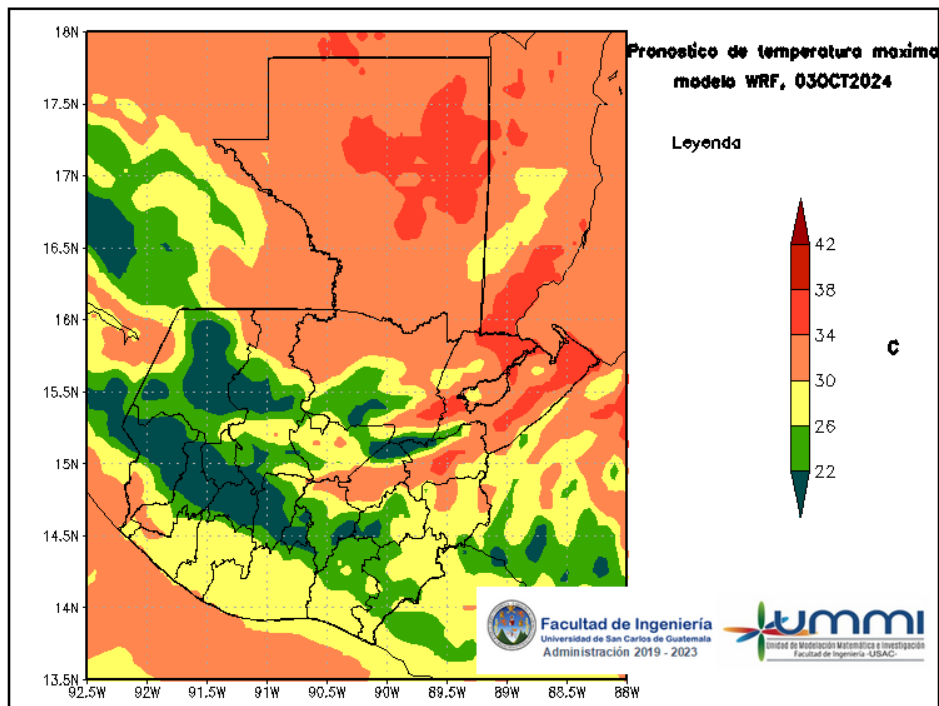 Pronostico de temperatura maxima
modelo WRF, 03OCT2024
Leyenda
18N
17.5N
17N
16.5N
16N
15.5N
15N
14.5N
14N
13.5N
92.5W
92W
91.5W
91W
90.5W
90W
89.5W
89W
88.5W
88W
42
38
34
30
26
22
C
Facultad de Ingeniería
Universidad de San Carlos de Guatemala
Administración 2019 - 2023
ummi
Unidad de Modelación Matemática e Investigación
Facultad de Ingeniería -USAC-